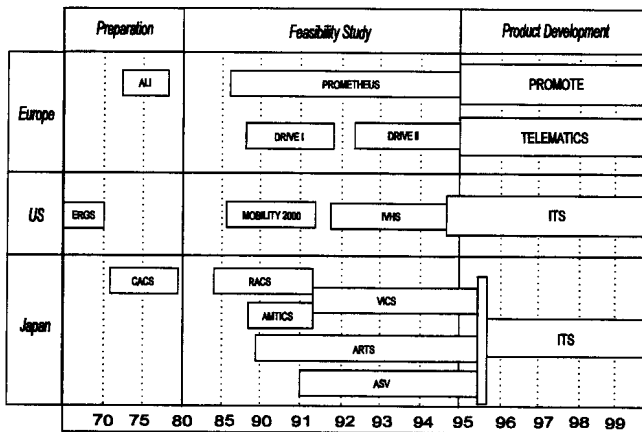 Preparation Feasibility Study Product Development
Europe
ALI PROMETHEUS PROMOTE
DRIVE I DRIVE II TELEMATICS
US
ERGS MOBILITY 2000 IVHS ITS
Japan
CACS RACS
VICS
AMTICS
ARTS ITS
ASV
70 75 80 85 90 91 92 93 94 95 96 97 98 99